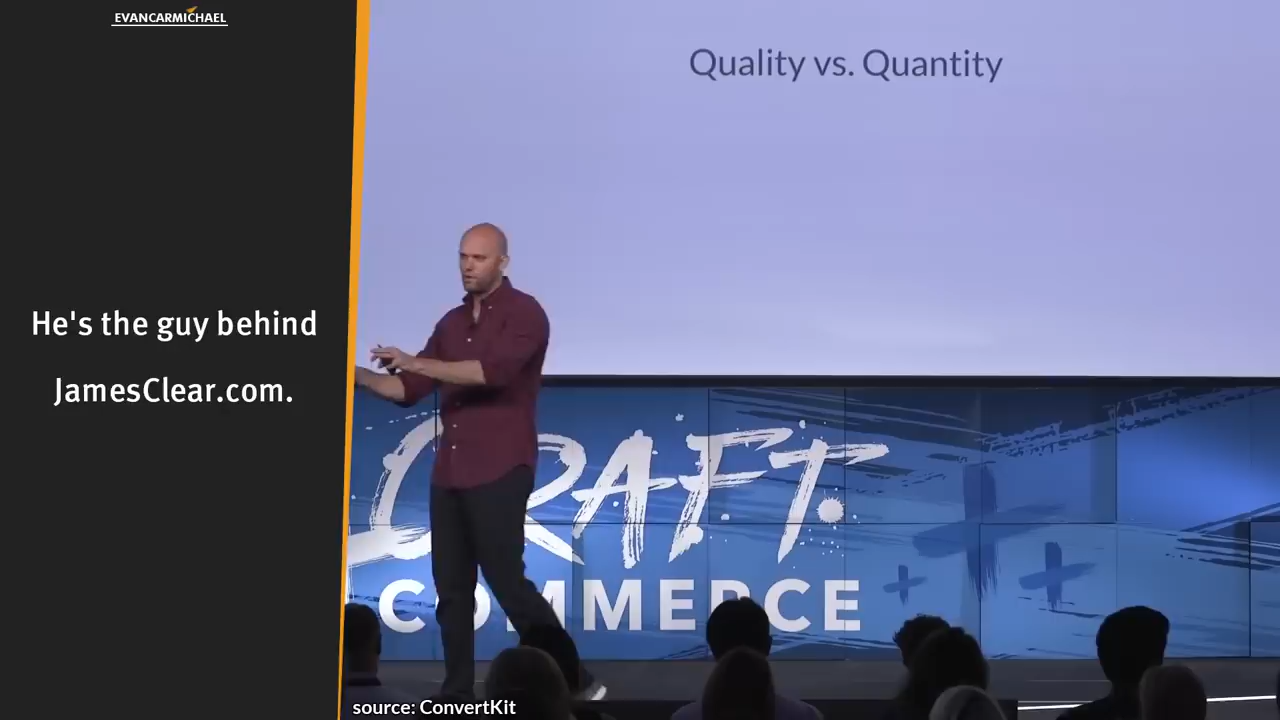 EVANCARMICHAEL
Quality vs. Quantity
He's the guy behind
JamesClear.com.
CRAFT
COMMERCE
source: ConvertKit